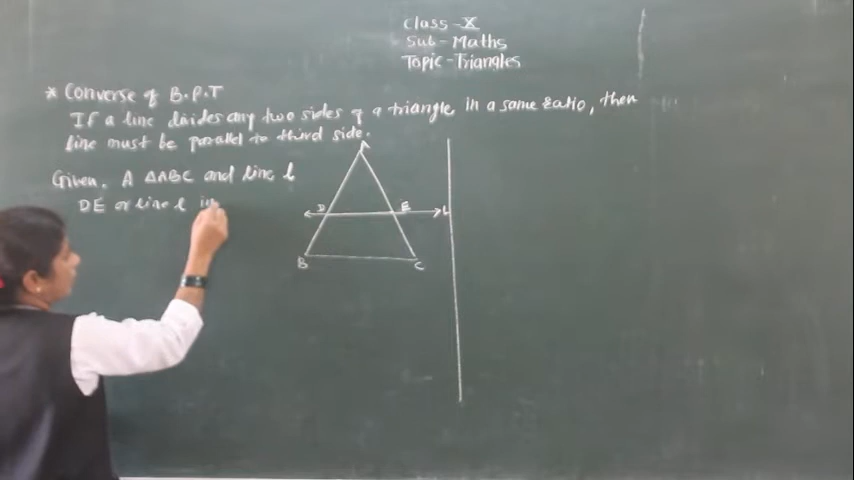 Class - X
Sub - Maths
Topic - Triangles
* Converse of B.P.T
If a line divides any two sides of a triangle in a same ratio, then
line must be parallel to third side.
Given. A △ABC and line l
DE or line l in
A
D E L
B C